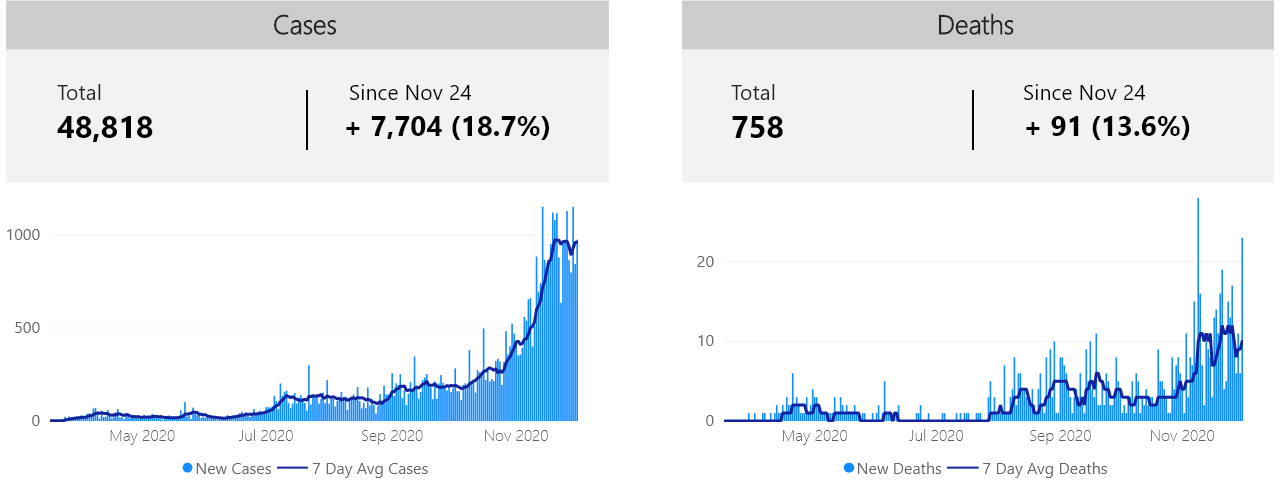 Cases
Total
48,818
Since Nov 24
+ 7,704 (18.7%)
1000
500
0
May 2020 Jul 2020 Sep 2020 Nov 2020
New Cases 7 Day Avg Cases
Deaths
Total
758
Since Nov 24
+ 91 (13.6%)
20
10
0
May 2020 Jul 2020 Sep 2020 Nov 2020
New Deaths 7 Day Avg Deaths